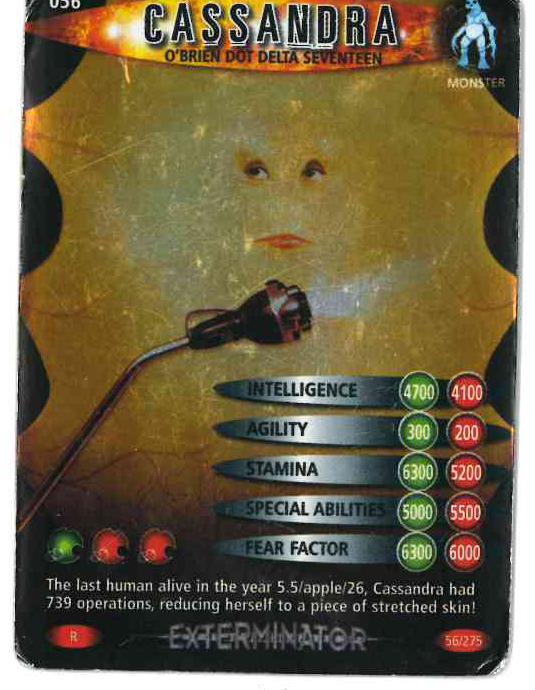 056
CASSANDRA
O'BRIEN DOT DELTA SEVENTEEN
MONSTER
INTELLIGENCE 4700 4100
AGILITY 300 200
STAMINA 6300 5200
SPECIAL ABILITIES 5000 5500
FEAR FACTOR 6300 6000
The last human alive in the year 5.5/apple/26, Cassandra had
739 operations, reducing herself to a piece of stretched skin!
R EXTERMINATOR 56/275